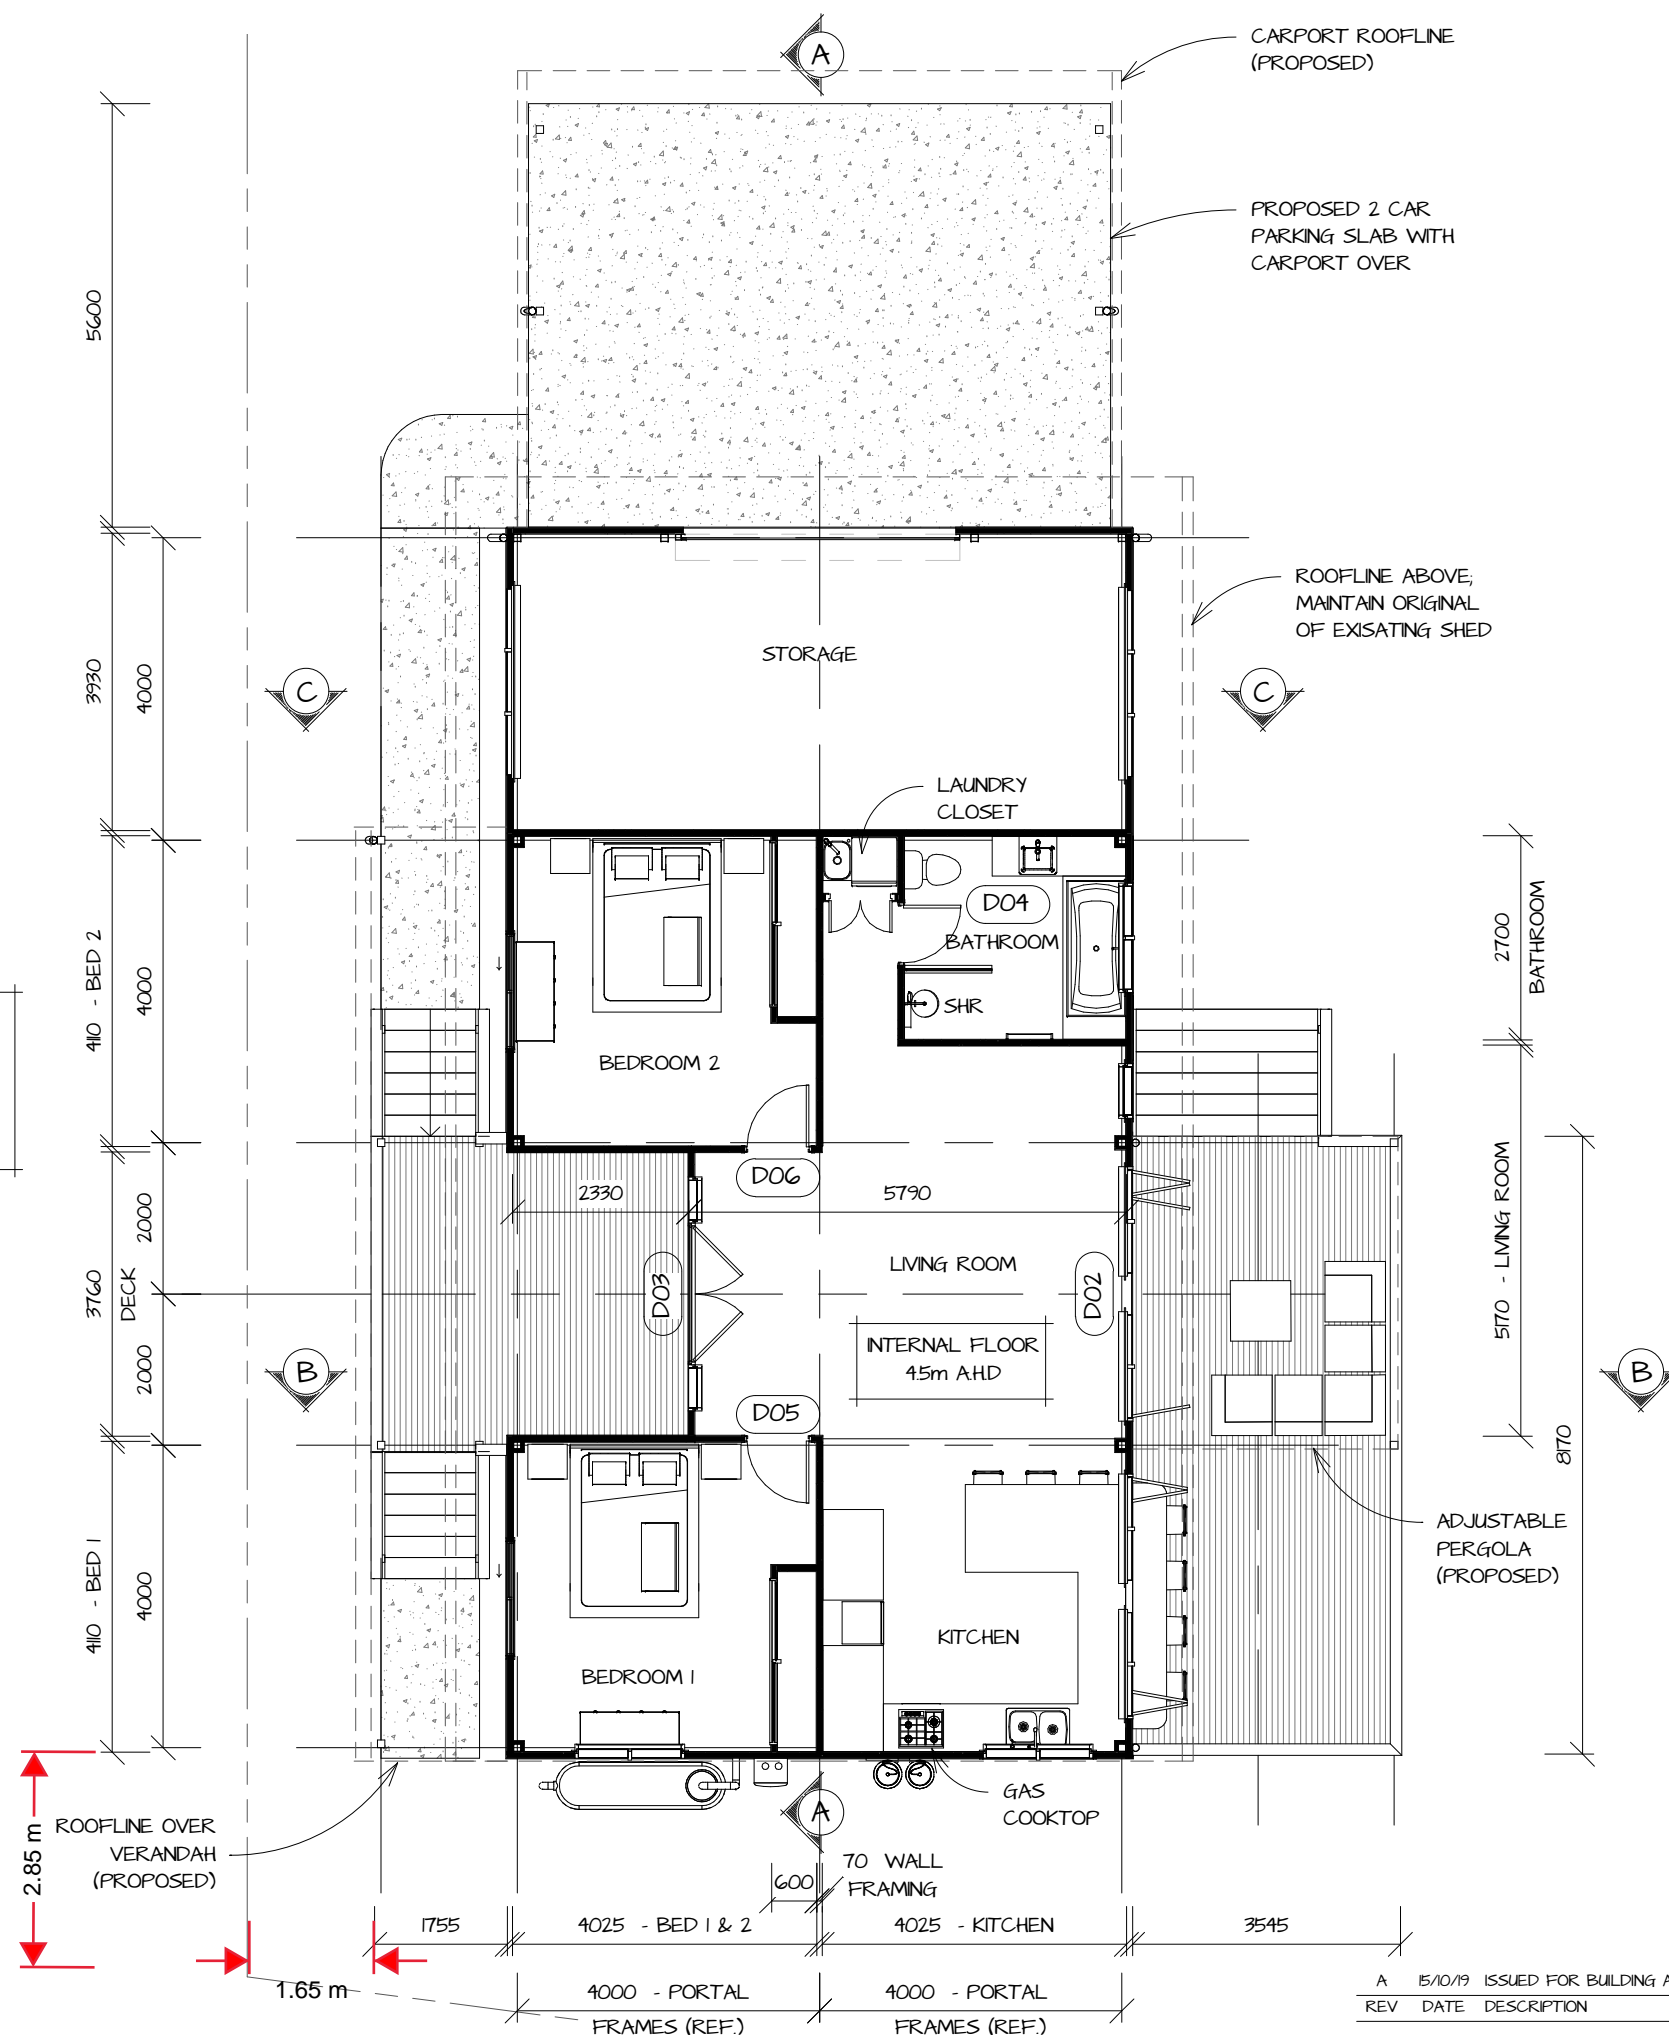 A
CARPORT ROOFLINE
(PROPOSED)
PROPOSED 2 CAR
PARKING SLAB WITH
CARPORT OVER
5600
ROOFLINE ABOVE;
MAINTAIN ORIGINAL
OF EXISATING SHED
STORAGE
3930
4000
C
C
LAUNDRY
CLOSET
D04
BATHROOM
SHR
2700
BATHROOM
4110 - BED 2
4000
BEDROOM 2
D06
2330
5790
2000
3760
DECK
2000
D03
LIVING ROOM
D02
INTERNAL FLOOR
4.5m A.H.D
5170 - LIVING ROOM
8170
B
B
D05
ADJUSTABLE
PERGOLA
(PROPOSED)
4110 - BED 1
4000
KITCHEN
BEDROOM 1
GAS
COOKTOP
A
2.85 m
ROOFLINE OVER
VERANDAH
(PROPOSED)
600
70 WALL
FRAMING
1755
4025 - BED 1 & 2
4025 - KITCHEN
3545
1.65 m
4000 - PORTAL
FRAMES (REF.)
4000 - PORTAL
FRAMES (REF.)
A 15/10/19 ISSUED FOR BUILDING A
REV DATE DESCRIPTION